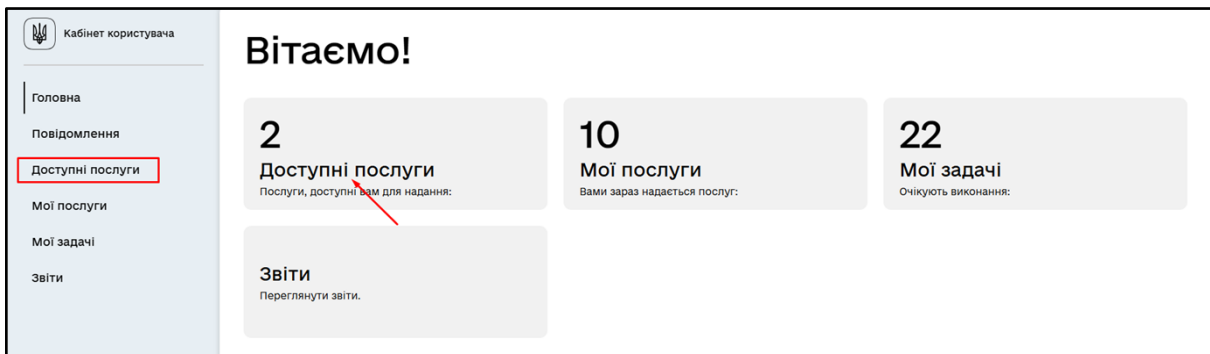 Кабінет користувача
Головна
Повідомлення
Доступні послуги
Мої послуги
Мої задачі
Звіти
Вітаємо!
2
Доступні послуги
Послуги, доступні вам для надання:
10
Мої послуги
Вами зараз надається послуг:
22
Мої задачі
Очікують виконання:
Звіти
Переглянути звіти.